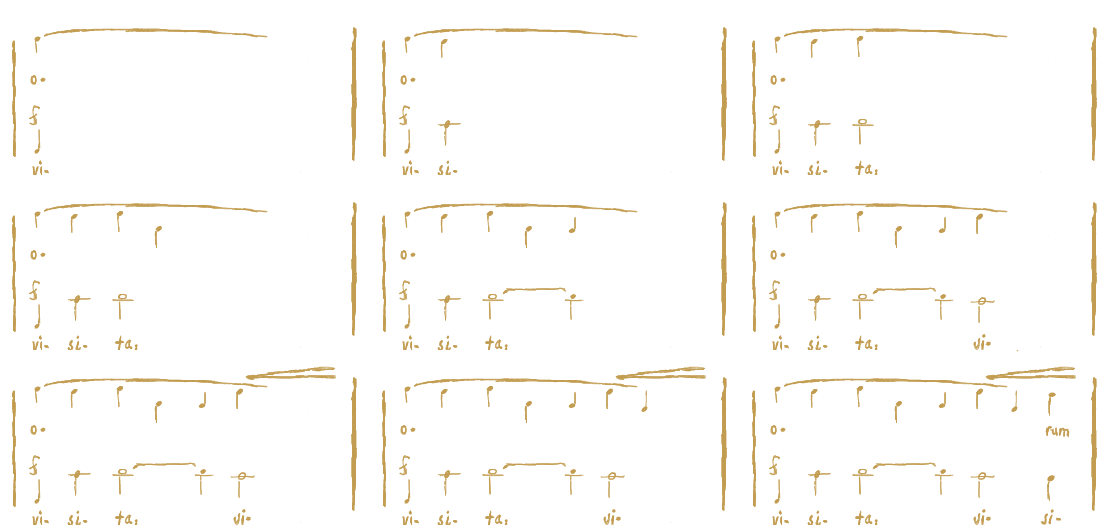 vi-
vi- si-
vi- si- ta,
vi- si- ta,
vi- si- ta,
vi- si- ta, vi-
rum
vi- si- ta, vi-
vi- si- ta, vi-
vi- si- ta, vi- si-